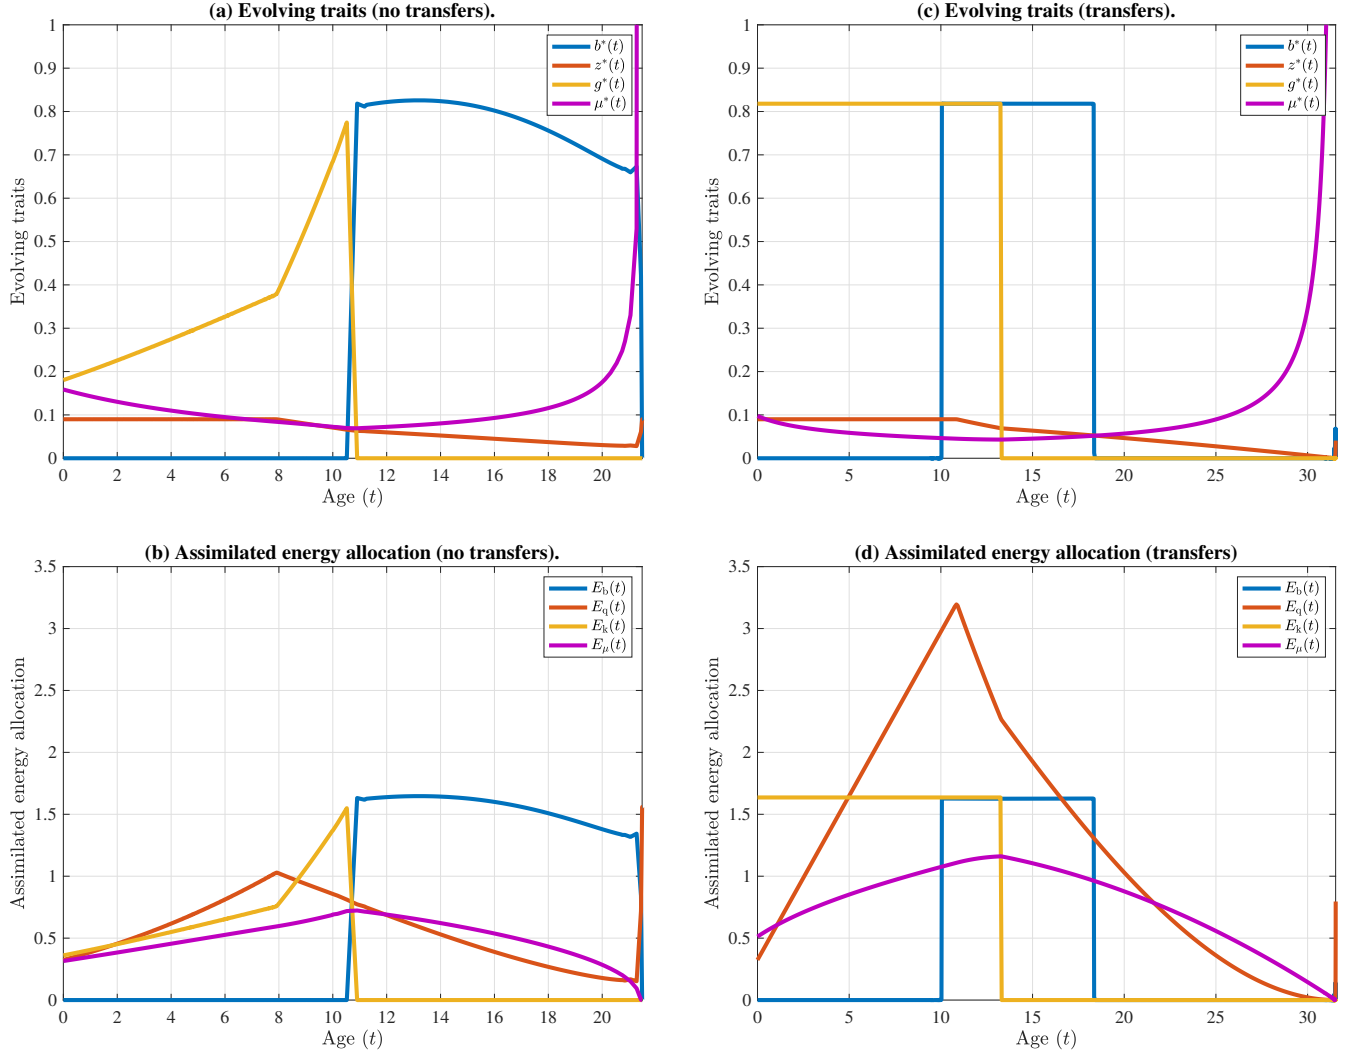 (a) Evolving traits (no transfers).
1
0.9
0.8
0.7
0.6
0.5
0.4
0.3
0.2
0.1
0
Evolving traits
b*(t)
z*(t)
g*(t)
μ*(t)
0 2 4 6 8 10 12 14 16 18 20
Age (t)
(c) Evolving traits (transfers).
1
0.9
0.8
0.7
0.6
0.5
0.4
0.3
0.2
0.1
0
Evolving traits
b*(t)
z*(t)
g*(t)
μ*(t)
0 5 10 15 20 25 30
Age (t)
(b) Assimilated energy allocation (no transfers).
3.5
3
2.5
2
1.5
1
0.5
0
Assimilated energy allocation
E_b(t)
E_q(t)
E_k(t)
E_μ(t)
0 2 4 6 8 10 12 14 16 18 20
Age (t)
(d) Assimilated energy allocation (transfers)
3.5
3
2.5
2
1.5
1
0.5
0
Assimilated energy allocation
E_b(t)
E_q(t)
E_k(t)
E_μ(t)
0 5 10 15 20 25 30
Age (t)